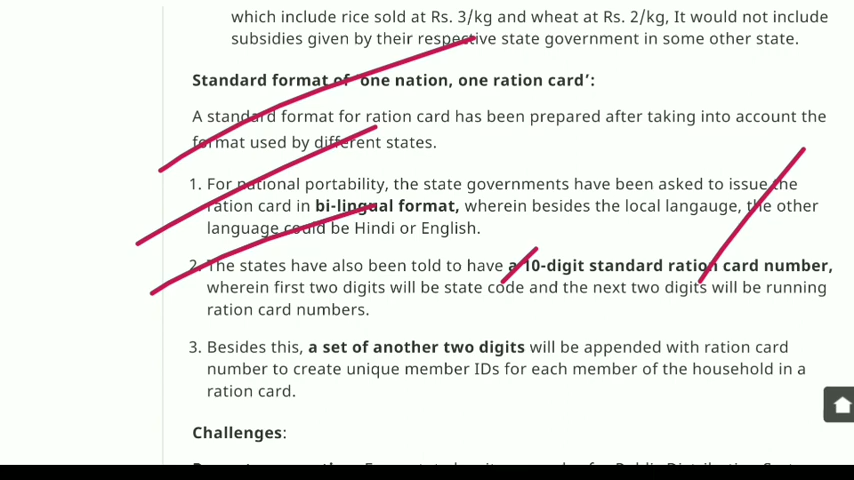 which include rice sold at Rs. 3/kg and wheat at Rs. 2/kg, It would not include
subsidies given by their respective state government in some other state.
Standard format of ‘one nation, one ration card’:
A standard format for ration card has been prepared after taking into account the
format used by different states.
1. For national portability, the state governments have been asked to issue the
ration card in bi-lingual format, wherein besides the local langauge, the other
language could be Hindi or English.
2. The states have also been told to have a 10-digit standard ration card number,
wherein first two digits will be state code and the next two digits will be running
ration card numbers.
3. Besides this, a set of another two digits will be appended with ration card
number to create unique member IDs for each member of the household in a
ration card.
Challenges: